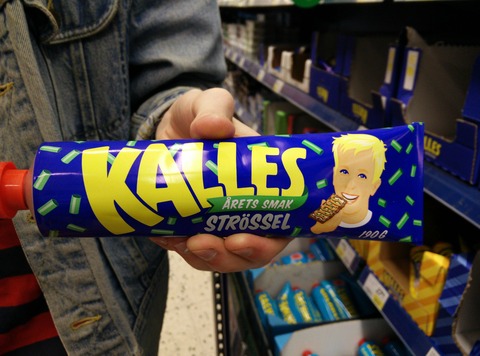 KALLES
ÅRETS SMAK
STRÖSSEL
190 G